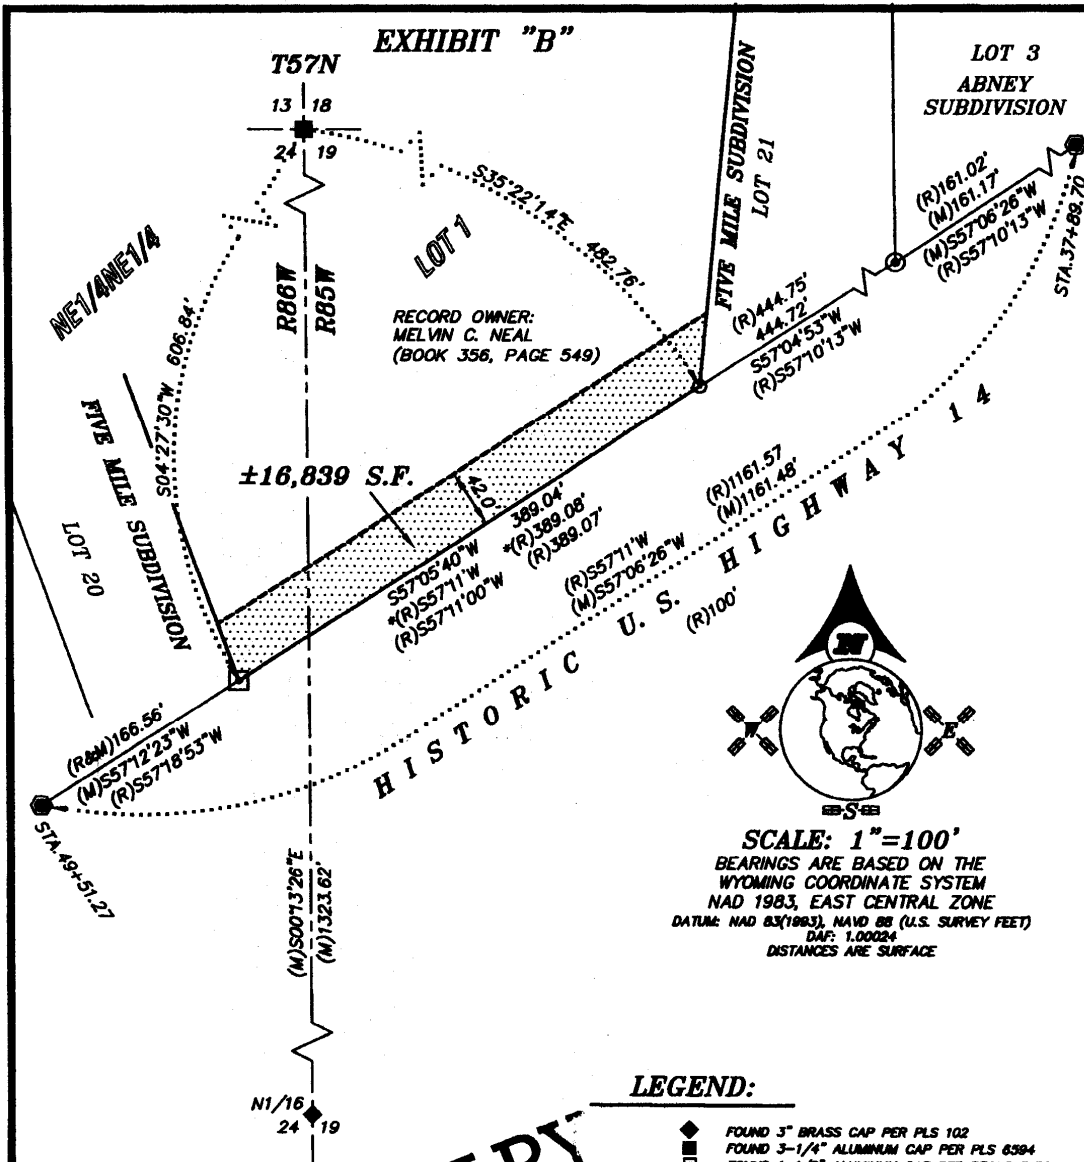 EXHIBIT "B"
T57N
13 18
24 19
LOT 3
ABNEY
SUBDIVISION
FIVE MILE SUBDIVISION
LOT 21
S35°22'14"E 482.76'
(R)161.02'
(M)161.17'
(M)S57°06'26"W
(R)S57°10'13"W
STA.37+89.70
NE1/4NE1/4
LOT 1
R86W
R85W
RECORD OWNER:
MELVIN C. NEAL
(BOOK 356, PAGE 549)
S04°27'30"W 606.84'
(R)444.75'
444.72'
S57°04'53"W
(R)S57°10'13"W
FIVE MILE SUBDIVISION
LOT 20
±16,839 S.F.
42.0'
389.04'
*(R)389.08'
(R)389.07'
S57°05'40"W
*(R)S57°11'W
(R)S57°11'00"W
(R)1161.57
(M)1161.48'
(R)S57°11'W
(M)S57°06'26"W
(R)100'
HISTORIC U.S. HIGHWAY 14
(R&M)166.56'
(M)S57°12'23"W
(R)S57°18'53"W
STA.49+51.27
N
W E
S
(M)S00°13'26"E
(M)1323.62'
SCALE: 1"=100'
BEARINGS ARE BASED ON THE
WYOMING COORDINATE SYSTEM
NAD 1983, EAST CENTRAL ZONE
DATUM: NAD 83(1993), NAVD 88 (U.S. SURVEY FEET)
DAF: 1.00024
DISTANCES ARE SURFACE
N1/16
24 19
LEGEND:
FOUND 3" BRASS CAP PER PLS 102
FOUND 3-1/4" ALUMINUM CAP PER PLS 6594